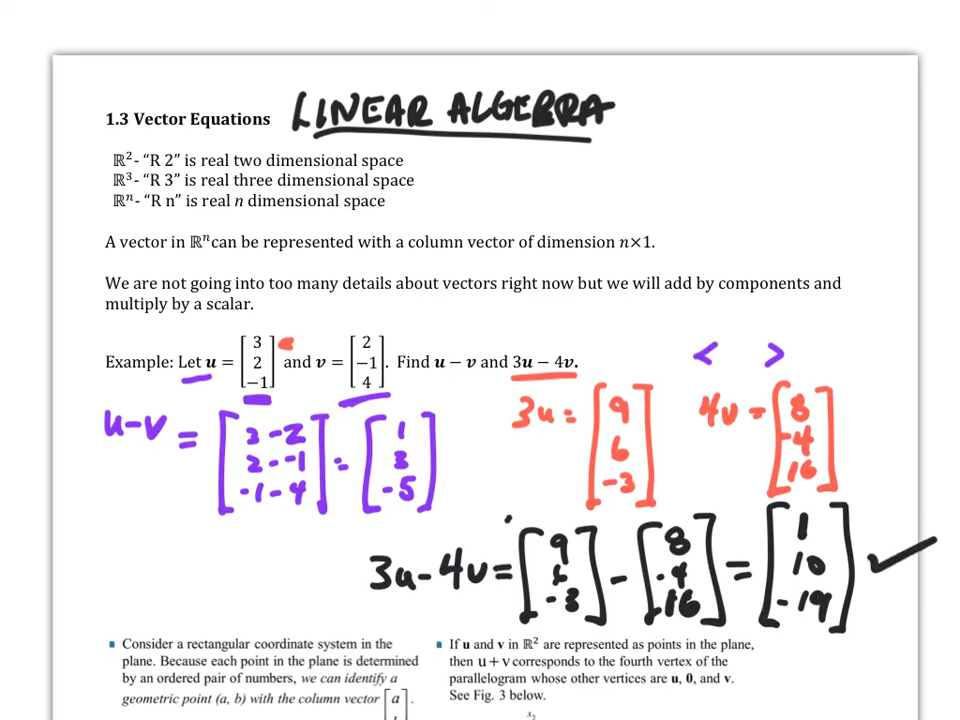 1.3 Vector Equations LINEAR ALGEBRA
ℝ² - “R 2” is real two dimensional space
ℝ³ - “R 3” is real three dimensional space
ℝⁿ - “R n” is real n dimensional space
A vector in ℝⁿ can be represented with a column vector of dimension n×1.
We are not going into too many details about vectors right now but we will add by components and
multiply by a scalar.
Example: Let u = [3 2 −1] and v = [2 −1 4]. Find u − v and 3u − 4v.
< >
u-v = [3-2 2--1 -1-4] = [1 3 -5]
3u = [9 6 -3] 4v = [8 -4 16]
3u-4v = [9 6 -3] - [8 -4 16] = [1 10 -19] ✓
▪ Consider a rectangular coordinate system in the
plane. Because each point in the plane is determined
by an ordered pair of numbers, we can identify a
geometric point (a, b) with the column vector [a
▪ If u and v in ℝ² are represented as points in the plane,
then u + v corresponds to the fourth vertex of the
parallelogram whose other vertices are u, 0, and v.
See Fig. 3 below.
x₂